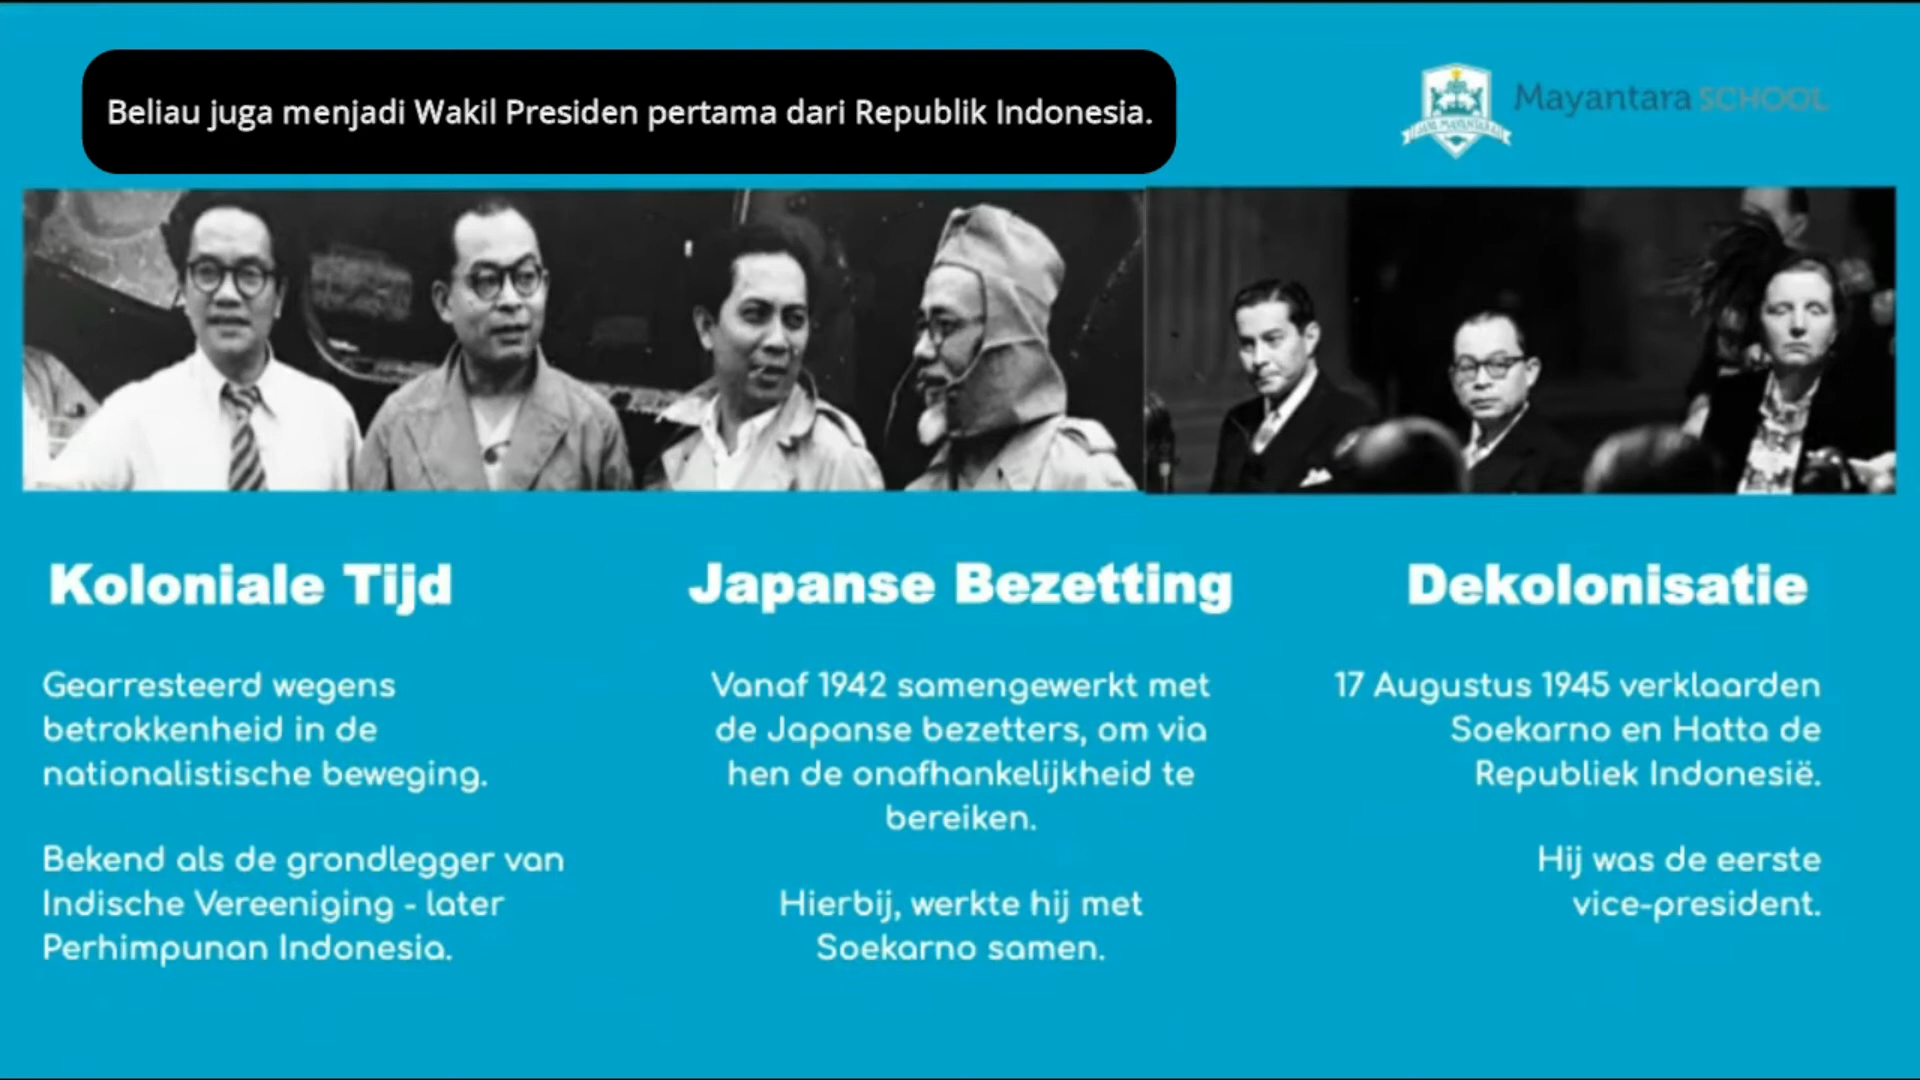 Beliau juga menjadi Wakil Presiden pertama dari Republik Indonesia.
Mayantara SCHOOL
Koloniale Tijd
Gearresteerd wegens
betrokkenheid in de
nationalistische beweging.
Bekend als de grondlegger van
Indische Vereeniging - later
Perhimpunan Indonesia.
Japanse Bezetting
Vanaf 1942 samengewerkt met
de Japanse bezetters, om via
hen de onafhankelijkheid te
bereiken.
Hierbij, werkte hij met
Soekarno samen.
Dekolonisatie
17 Augustus 1945 verklaarden
Soekarno en Hatta de
Republiek Indonesië.
Hij was de eerste
vice-president.